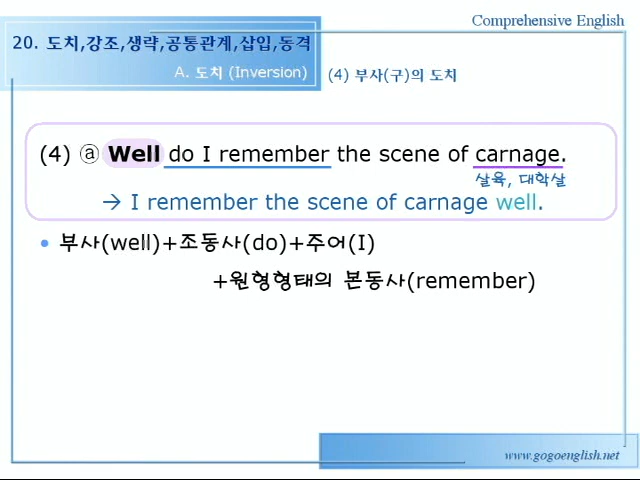 Comprehensive English
20. 도치,강조,생략,공통관계,삽입,동격
A. 도치 (Inversion)
(4) 부사(구)의 도치
(4) ⓐ Well do I remember the scene of carnage.
살육, 대학살
→ I remember the scene of carnage well.
• 부사(well)+조동사(do)+주어(I)
+원형형태의 본동사(remember)
www.gogoenglish.net